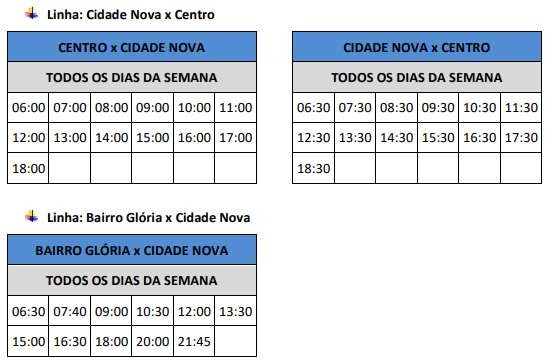 Linha: Cidade Nova x Centro
CENTRO x CIDADE NOVA
TODOS OS DIAS DA SEMANA
06:00 07:00 08:00 09:00 10:00 11:00
12:00 13:00 14:00 15:00 16:00 17:00
18:00
CIDADE NOVA x CENTRO
TODOS OS DIAS DA SEMANA
06:30 07:30 08:30 09:30 10:30 11:30
12:30 13:30 14:30 15:30 16:30 17:30
18:30
Linha: Bairro Glória x Cidade Nova
BAIRRO GLÓRIA x CIDADE NOVA
TODOS OS DIAS DA SEMANA
06:30 07:40 09:00 10:30 12:00 13:30
15:00 16:30 18:00 20:00 21:45